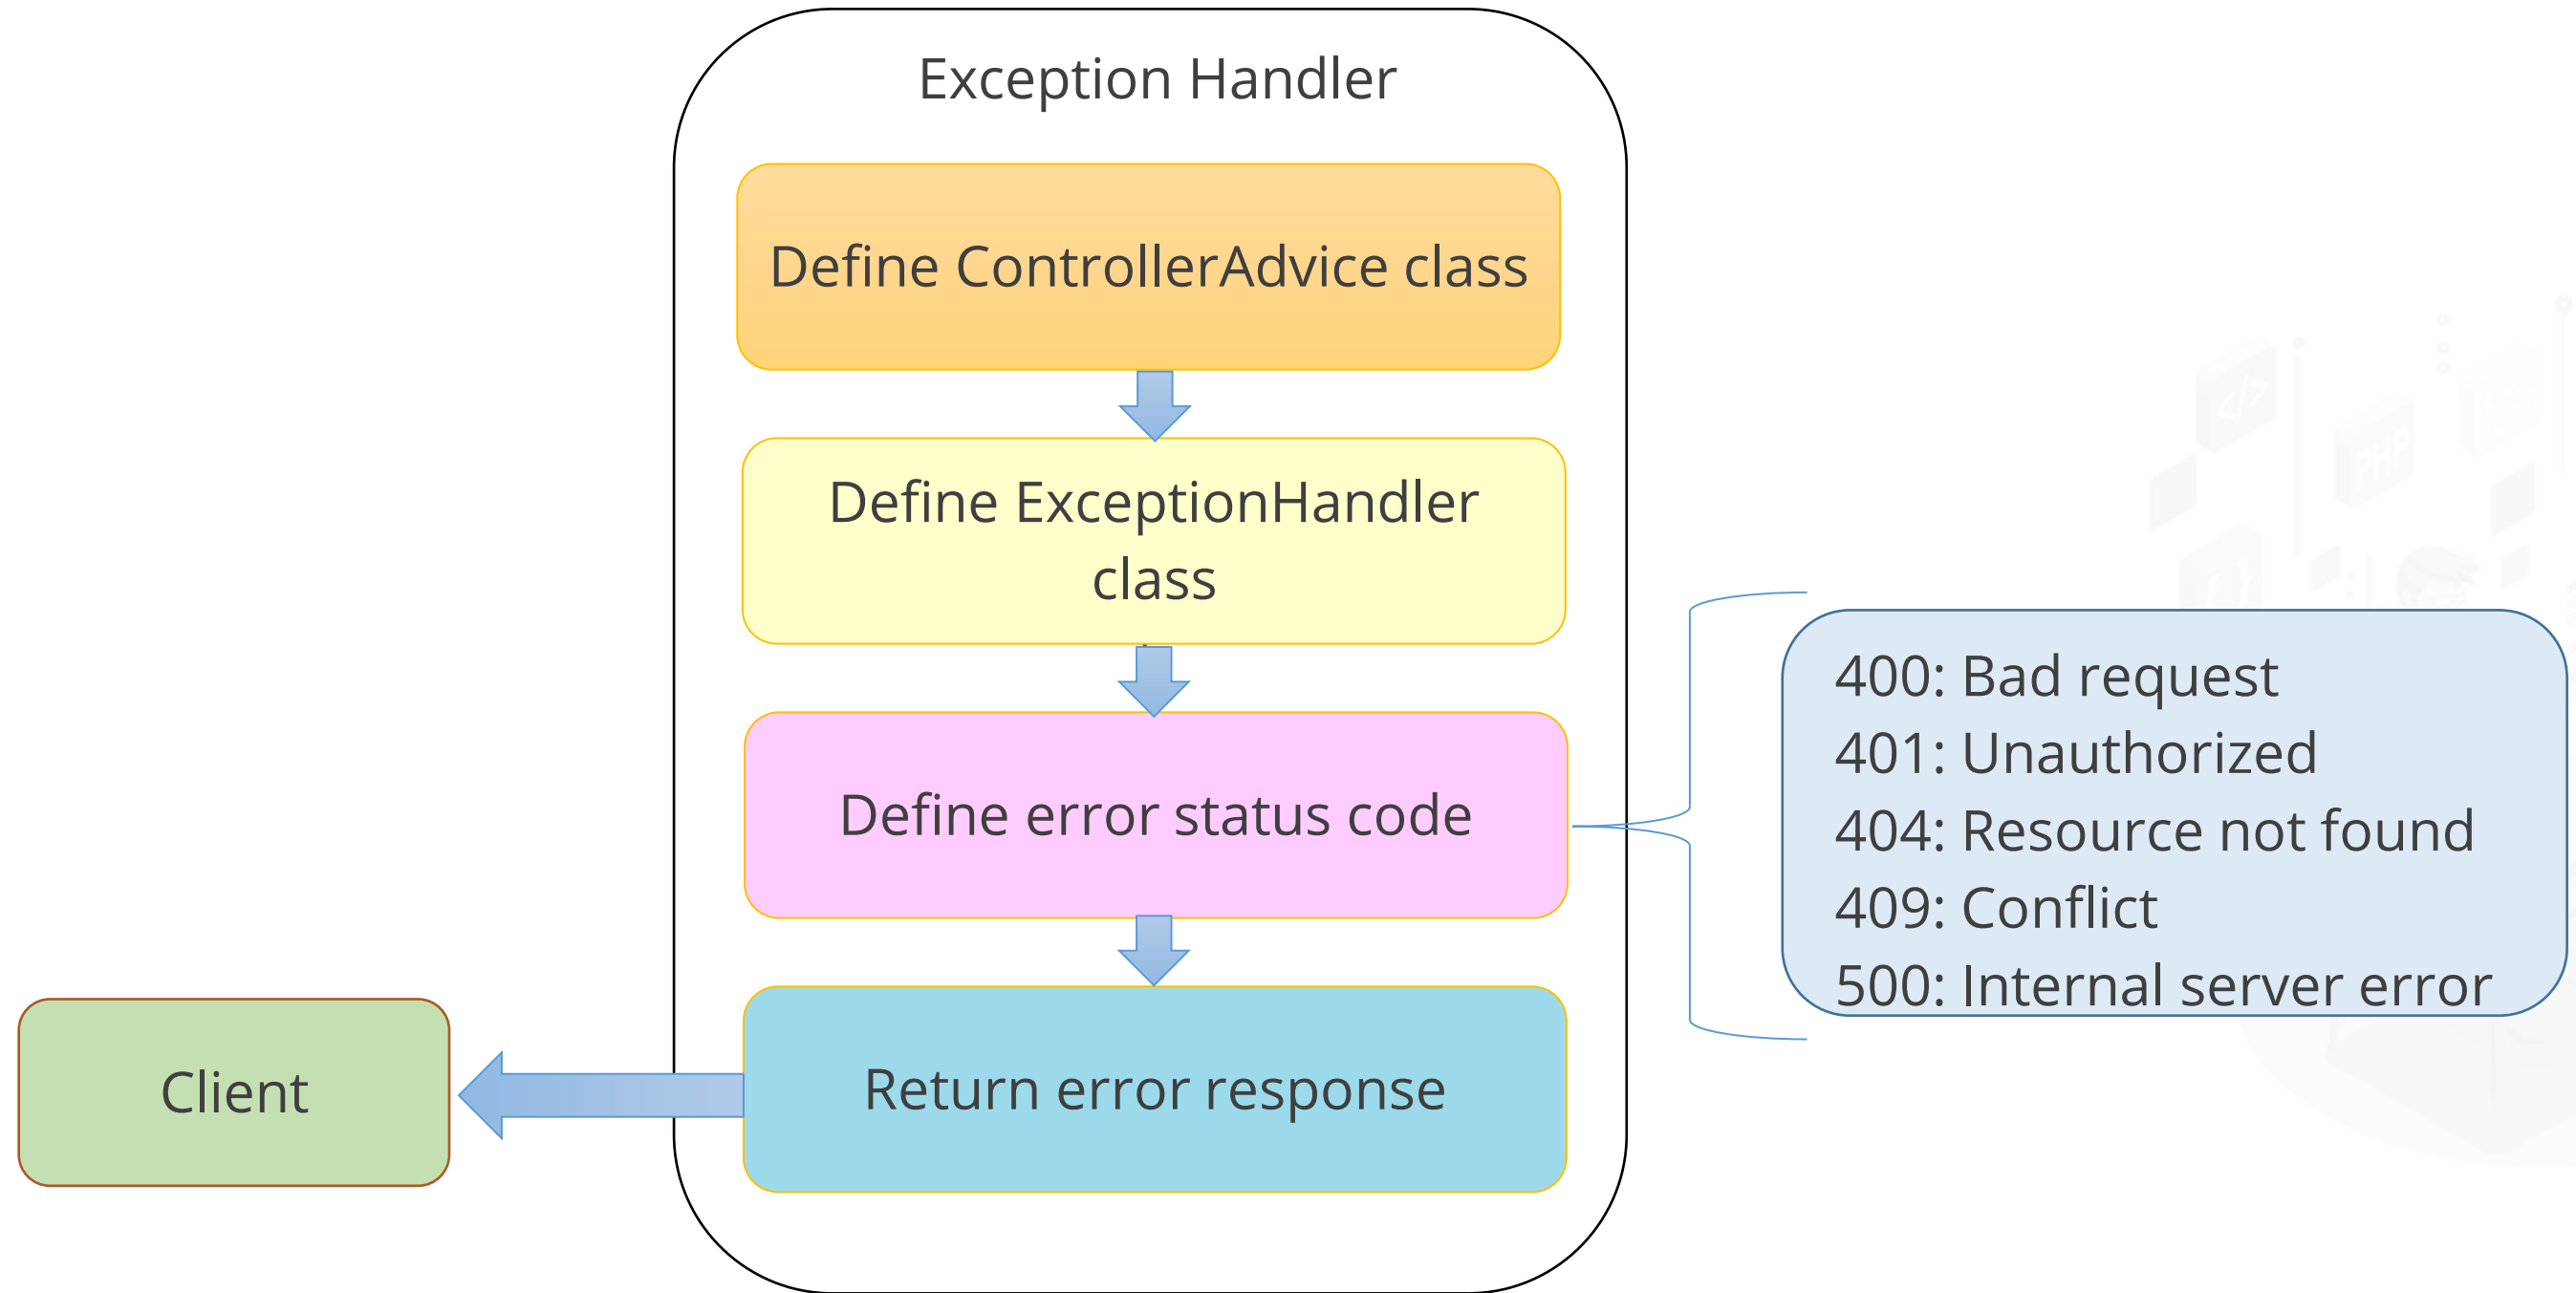 Exception Handler
Define ControllerAdvice class
Define ExceptionHandler
class
Define error status code
Return error response
Client
400: Bad request
401: Unauthorized
404: Resource not found
409: Conflict
500: Internal server error
</>
PHP
{ }